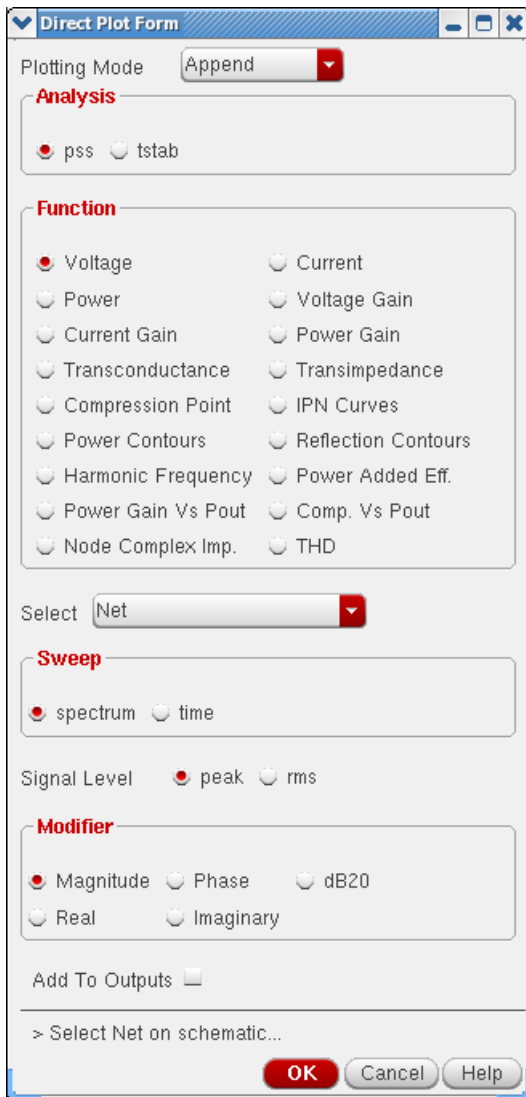 Direct Plot Form
Plotting Mode Append
Analysis
pss tstab
Function
Voltage Current
Power Voltage Gain
Current Gain Power Gain
Transconductance Transimpedance
Compression Point IPN Curves
Power Contours Reflection Contours
Harmonic Frequency Power Added Eff.
Power Gain Vs Pout Comp. Vs Pout
Node Complex Imp. THD
Select Net
Sweep
spectrum time
Signal Level peak rms
Modifier
Magnitude Phase dB20
Real Imaginary
Add To Outputs
> Select Net on schematic...
OK Cancel Help